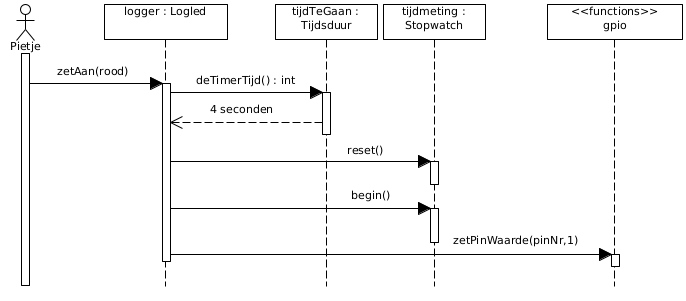 logger : Logled
tijdTeGaan :
Tijdsduur
tijdmeting :
Stopwatch
<<functions>>
gpio
Pietje
zetAan(rood)
deTimerTijd() : int
4 seconden
reset()
begin()
zetPinWaarde(pinNr,1)